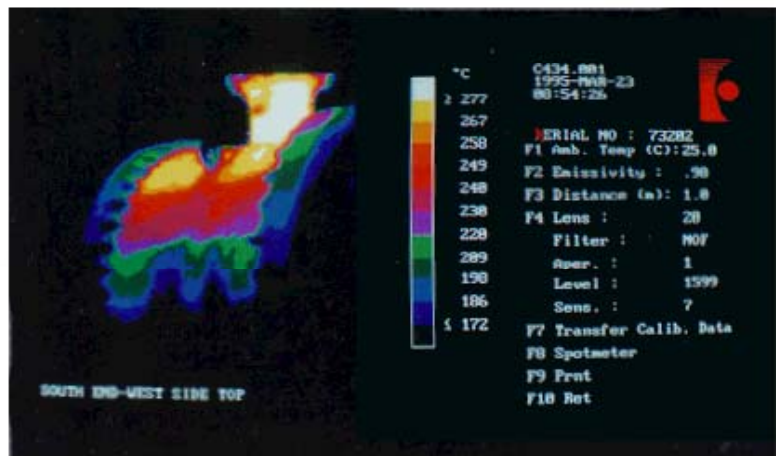 °C
≥ 277
267
258
249
240
230
220
209
198
186
≤ 172
C434.001
1995-MAR-23
08:54:26
SERIAL NO : 73202
F1 Amb. Temp (C):25.0
F2 Emissivity : .90
F3 Distance (m): 1.0
F4 Lens : 20
Filter : NOF
Aper. : 1
Level : 1599
Sens. : 7
F7 Transfer Calib. Data
F8 Spotmeter
F9 Prnt
F10 Ret
SOUTH END-WEST SIDE TOP